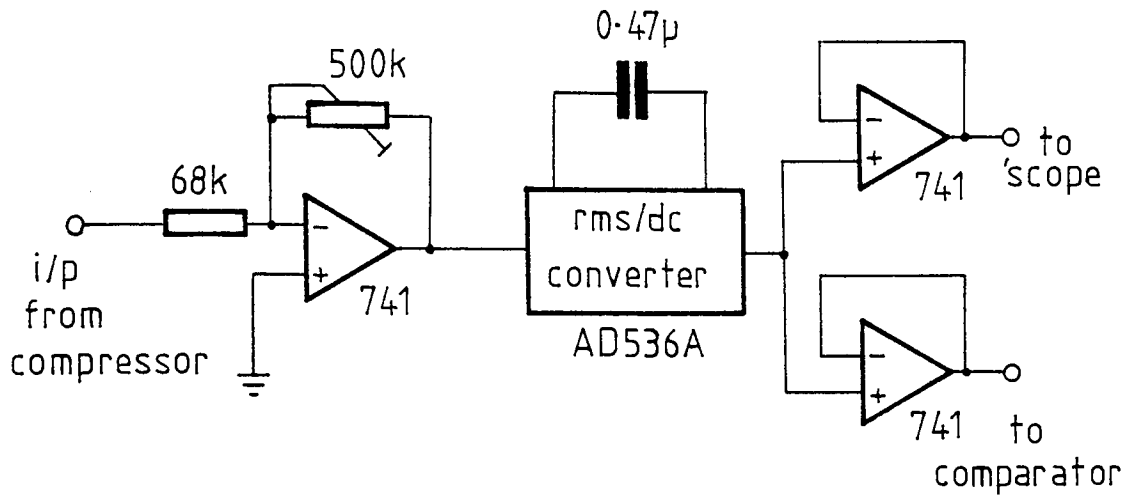 0.47µ
500k
68k
-
+
741
i/p
from
compressor
rms/dc
converter
AD536A
-
+
741
to
'scope
-
+
741
to
comparator